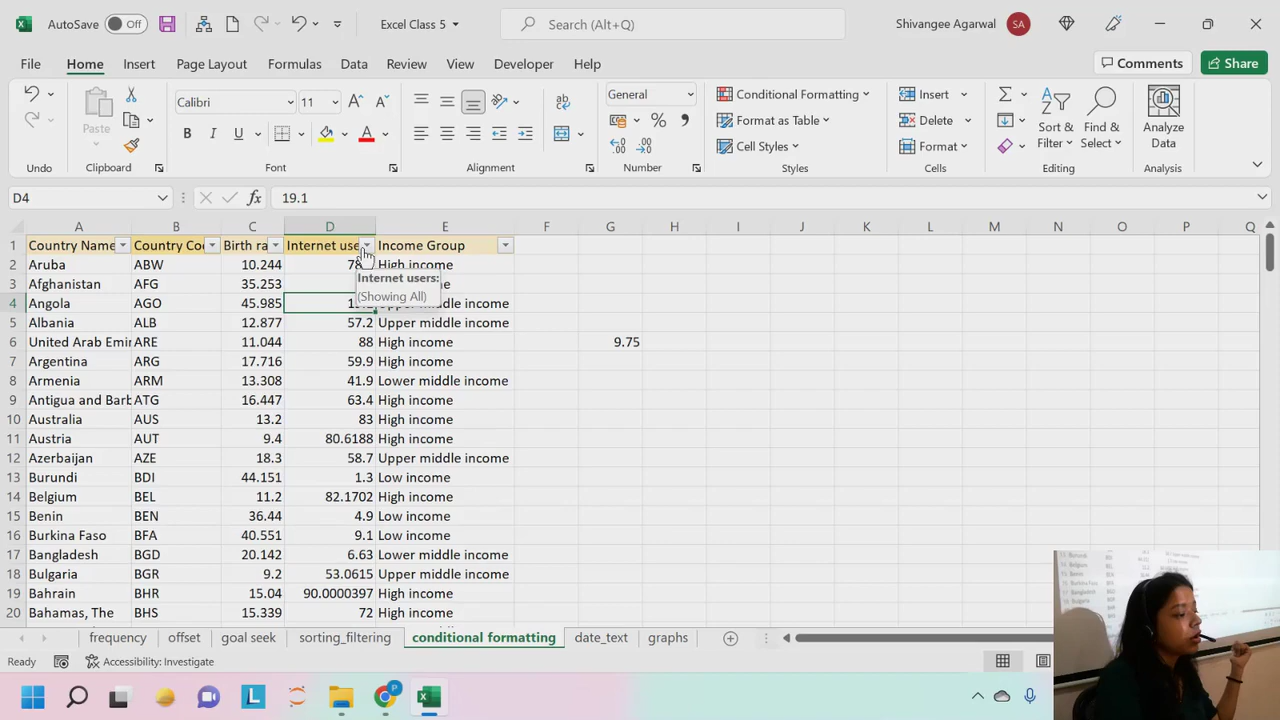 AutoSave Off Excel Class 5 Search (Alt+Q) Shivangee Agarwal SA
File Home Insert Page Layout Formulas Data Review View Developer Help Comments Share
Paste Calibri 11 General Conditional Formatting Insert
B I U % Format as Table Delete Sort & Filter Find & Select Analyze Data
Cell Styles Format
Undo Clipboard Font Alignment Number Styles Cells Editing Analysis
D4 fx 19.1
A B C D E F G H I J K L M N O P Q
1 Country Name Country Co Birth ra Internet use Income Group
2 Aruba ABW 10.244 78 High income
3 Afghanistan AFG 35.253
Internet users:
(Showing All)
4 Angola AGO 45.985 Upper middle income
5 Albania ALB 12.877 57.2 Upper middle income
6 United Arab Emir ARE 11.044 88 High income 9.75
7 Argentina ARG 17.716 59.9 High income
8 Armenia ARM 13.308 41.9 Lower middle income
9 Antigua and Barb ATG 16.447 63.4 High income
10 Australia AUS 13.2 83 High income
11 Austria AUT 9.4 80.6188 High income
12 Azerbaijan AZE 18.3 58.7 Upper middle income
13 Burundi BDI 44.151 1.3 Low income
14 Belgium BEL 11.2 82.1702 High income
15 Benin BEN 36.44 4.9 Low income
16 Burkina Faso BFA 40.551 9.1 Low income
17 Bangladesh BGD 20.142 6.63 Lower middle income
18 Bulgaria BGR 9.2 53.0615 Upper middle income
19 Bahrain BHR 15.04 90.0000397 High income
20 Bahamas, The BHS 15.339 72 High income
frequency offset goal seek sorting_filtering conditional formatting date_text graphs
Ready Accessibility: Investigate